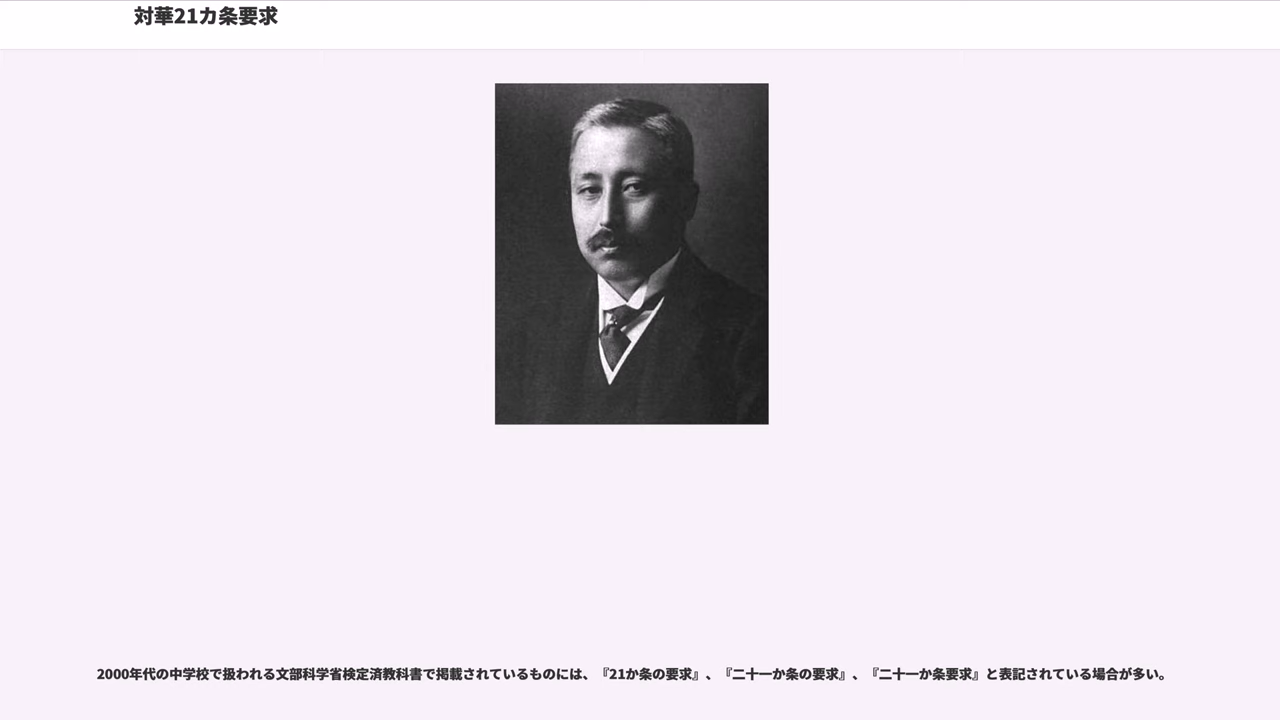 対華21カ条要求
2000年代の中学校で扱われる文部科学省検定済教科書で掲載されているものには、『21か条の要求』、『二十一か条の要求』、『二十一か条要求』と表記されている場合が多い。